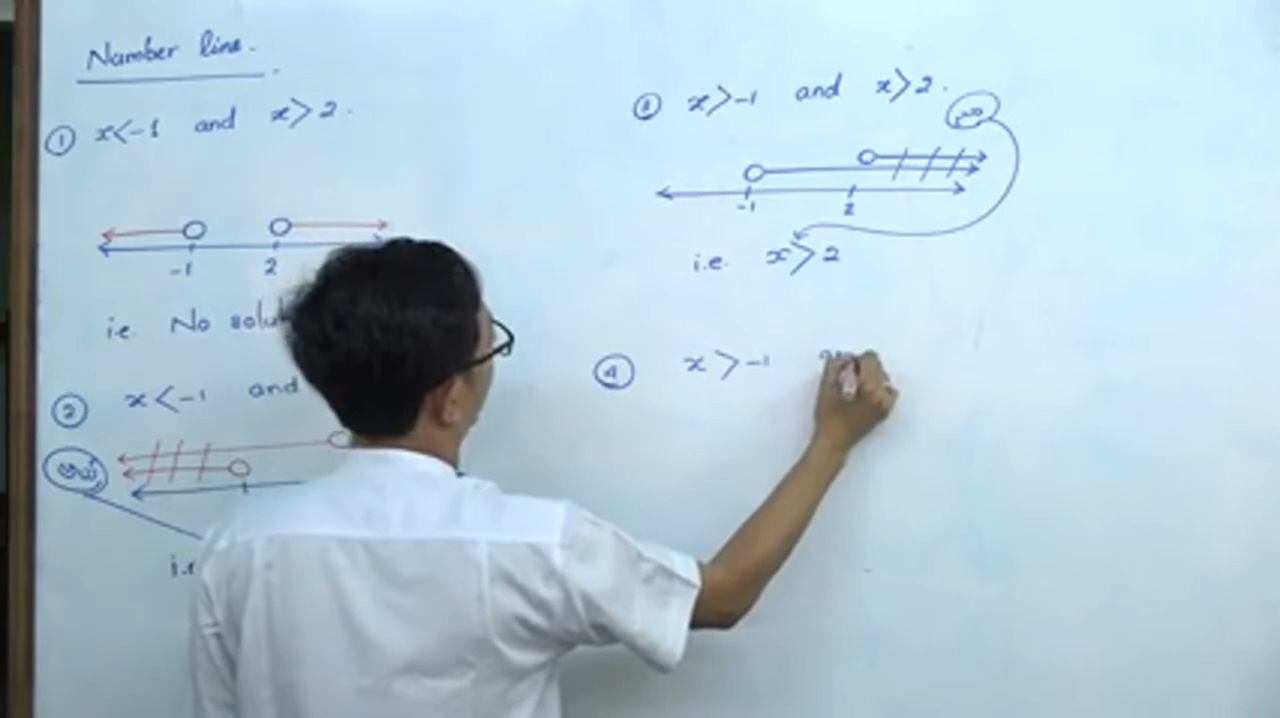 Number line.
① x<-1 and x>2.
-1 2
i.e. No
② x<-1 and
③ x>-1 and x>2.
-1 2
i.e. x>2
④ x>-1